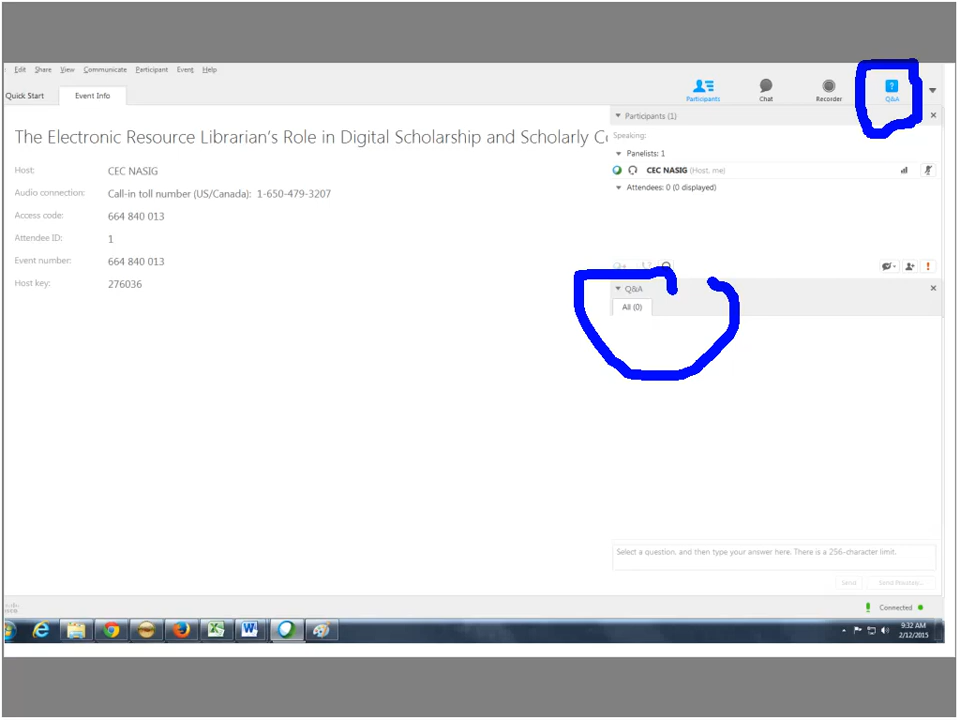 Edit Share View Communicate Participant Event Help
Quick Start Event Info
Participants Chat Recorder Q&A
Participants (1)
Speaking:
Panelists: 1
CEC NASIG (Host, me)
Attendees: 0 (0 displayed)
The Electronic Resource Librarian's Role in Digital Scholarship and Scholarly Co
Host: CEC NASIG
Audio connection: Call-in toll number (US/Canada): 1-650-479-3207
Access code: 664 840 013
Attendee ID: 1
Event number: 664 840 013
Host key: 276036
Q&A
All (0)
Select a question, and then type your answer here. There is a 256-character limit.
Send Send Privately...
Connected
9:32 AM
2/12/2015